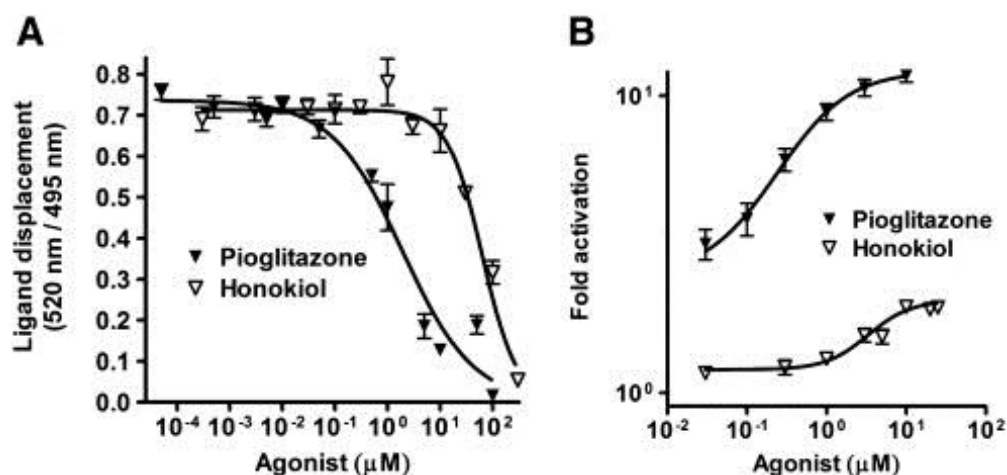 A
Ligand displacement
(520 nm / 495 nm)
0.8
0.7
0.6
0.5
0.4
0.3
0.2
0.1
0.0
Pioglitazone
Honokiol
10⁻⁴ 10⁻³ 10⁻² 10⁻¹ 10⁰ 10¹ 10²
Agonist (μM)
B
Fold activation
10¹
10⁰
Pioglitazone
Honokiol
10⁻² 10⁻¹ 10⁰ 10¹ 10²
Agonist (μM)